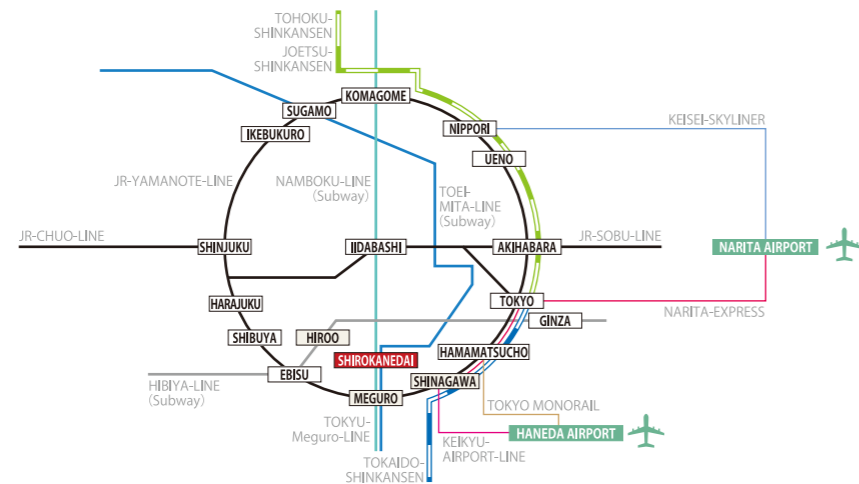 TOHOKU-
SHINKANSEN
JOETSU-
SHINKANSEN
KOMAGOME
SUGAMO
NIPPORI
KEISEI-SKYLINER
IKEBUKURO
UENO
JR-YAMANOTE-LINE
NAMBOKU-LINE
(Subway)
TOEI-
MITA-LINE
(Subway)
JR-CHUO-LINE
SHINJUKU
IIDABASHI
AKIHABARA
JR-SOBU-LINE
NARITA AIRPORT
HARAJUKU
TOKYO
NARITA-EXPRESS
GINZA
SHIBUYA
HIROO
HAMAMATSUCHO
SHIROKANEDAI
EBISU
SHINAGAWA
HIBIYA-LINE
(Subway)
MEGURO
TOKYO MONORAIL
TOKYU-
Meguro-LINE
HANEDA AIRPORT
KEIKYU-
AIRPORT-LINE
TOKAIDO-
SHINKANSEN